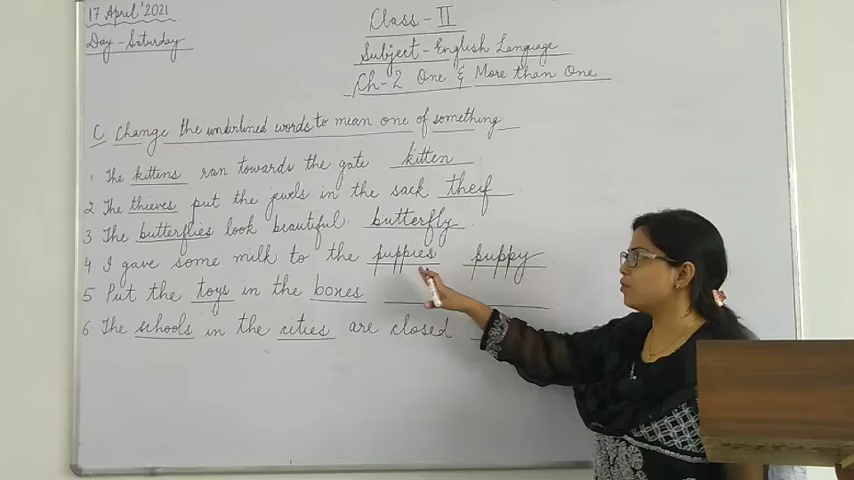 17 April'2021
Day - Saturday
Class - II
Subject - English Language
Ch-2 One & More than One
C Change the underlined words to mean one of something
1 The kittens ran towards the gate kitten
2 The thieves put the jewels in the sack theif
3 The butterflies look beautiful. butterfly
4 I gave some milk to the puppies puppy
5 Put the toys in the boxes
6 The schools in the cities are closed